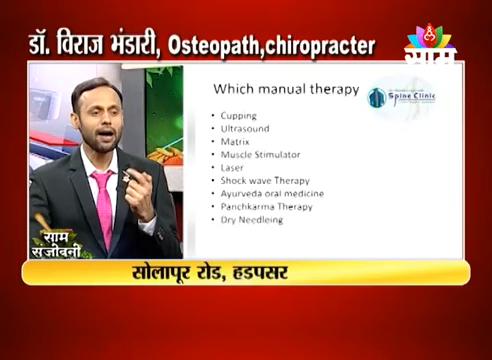 डॉ. विराज भंडारी, Osteopath,chiropracter
साम
Which manual therapy
Spine Clinic
• Cupping
• Ultrasound
• Matrix
• Muscle Stimulator
• Laser
• Shock wave Therapy
• Ayurveda oral medicine
• Panchkarma Therapy
• Dry Needleing
साम
संजीवनी
सोलापूर रोड, हडपसर